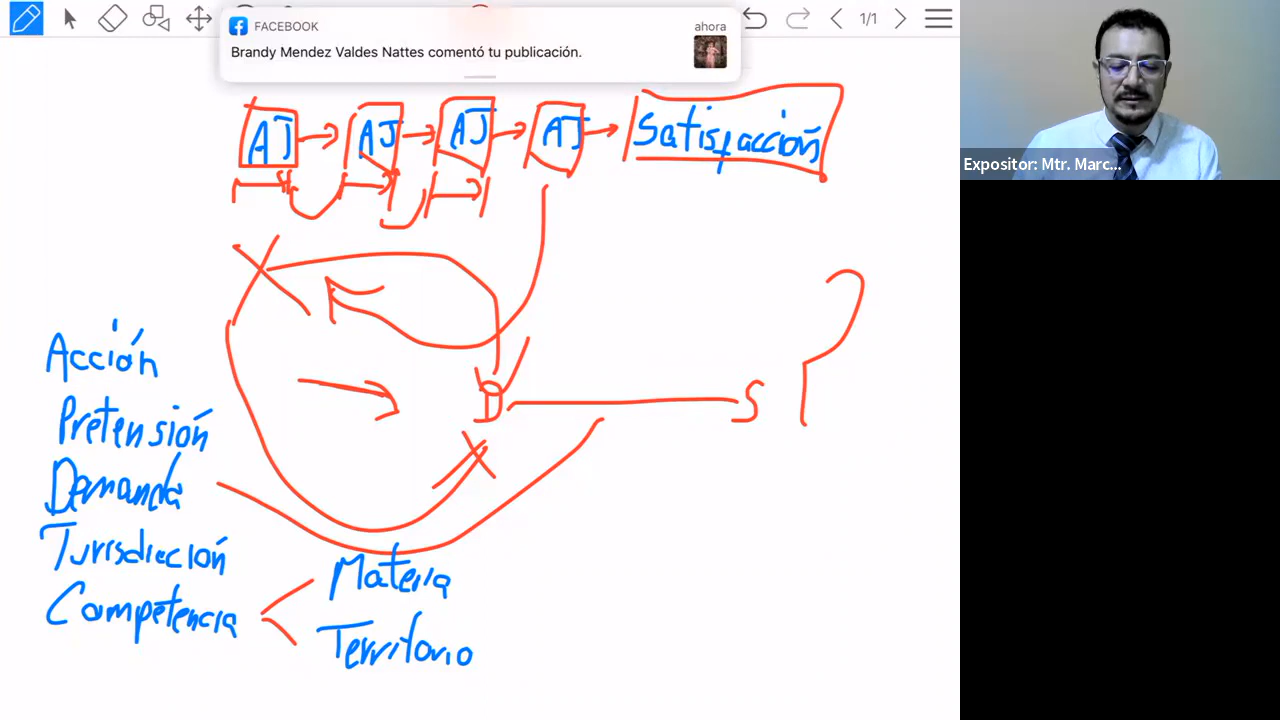 1/1
FACEBOOK
ahora
Brandy Mendez Valdes Nattes comentó tu publicación.
AJ AJ AJ AJ Satisfacción
Expositor: Mtr. Marc...
Acción
D S
Pretensión
Demanda
Jurisdicción
Materia
Competencia
Territorio